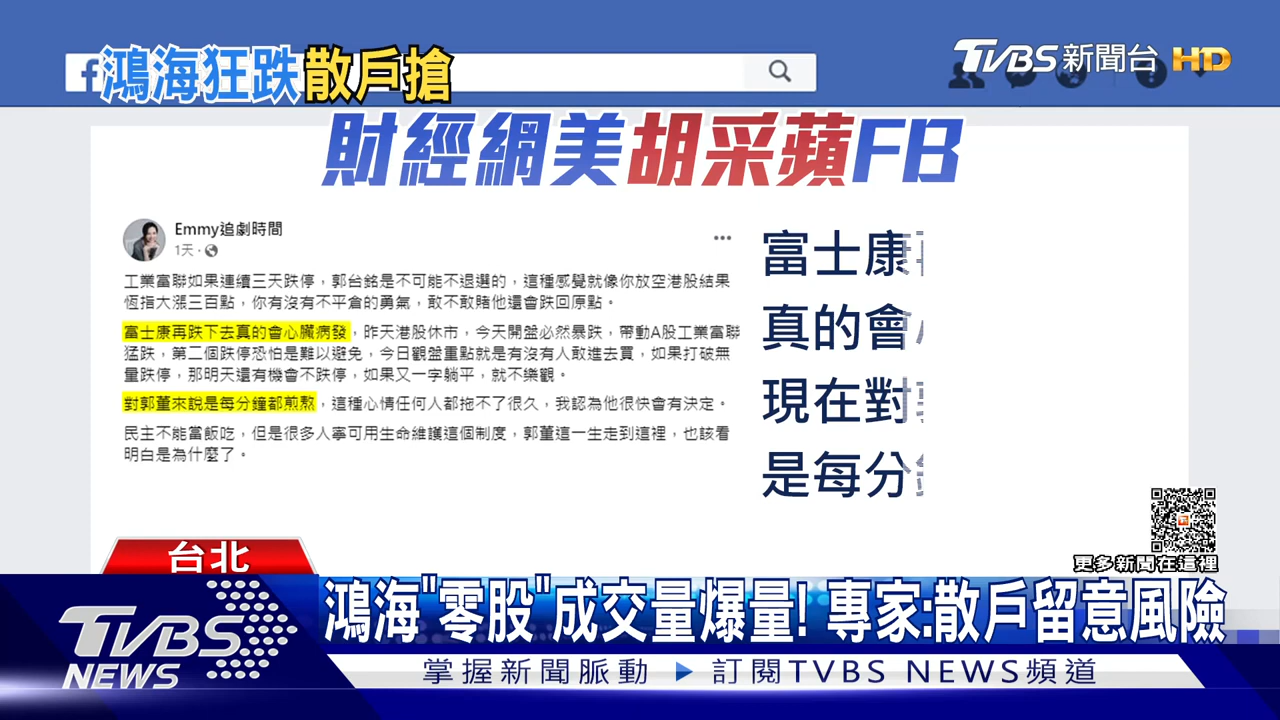 鴻海狂跌散戶搶
TVBS新聞台HD
財經網美胡采蘋FB
Emmy追劇時間
1天
工業富聯如果連續三天跌停，郭台銘是不可能不退選的，這種感覺就像你放空港股結果
恆指大漲三百點，你有沒有不平倉的勇氣，敢不敢賭他還會跌回原點。
富士康再跌下去真的會心臟病發，昨天港股休市，今天開盤必然暴跌，帶動A股工業富聯
猛跌，第二個跌停恐怕是難以避免，今日觀盤重點就是有沒有人敢進去買，如果打破無
量跌停，那明天還有機會不跌停，如果又一字躺平，就不樂觀。
對郭董來說是每分鐘都煎熬，這種心情任何人都拖不了很久，我認為他很快會有決定。
民主不能當飯吃，但是很多人寧可用生命維護這個制度，郭董這一生走到這裡，也該看
明白是為什麼了。
富士康
真的會
現在對
是每分
更多新聞在這裡
台北
鴻海"零股"成交量爆量! 專家:散戶留意風險
TVBS
NEWS
掌握新聞脈動 ▶ 訂閱TVBS NEWS頻道